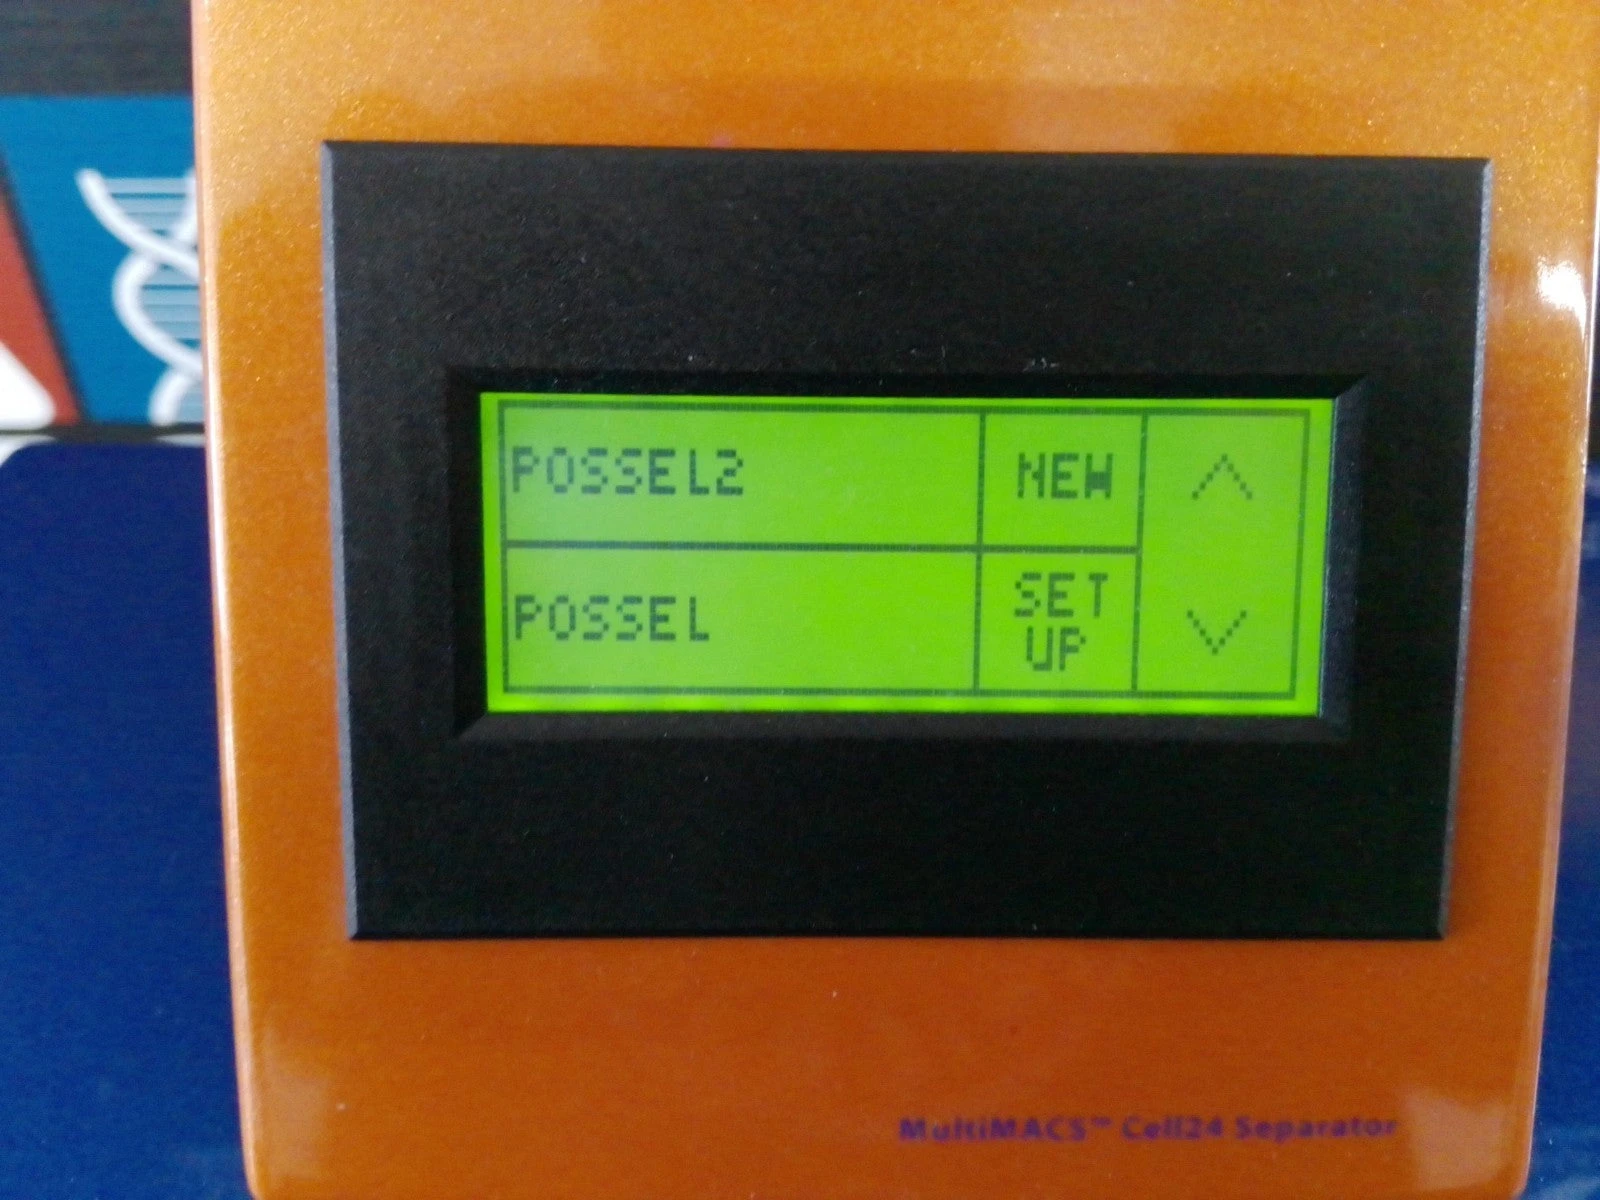 POSSEL2
NEW
POSSEL
SET
UP
MultiMACS™ Cell24 Separator